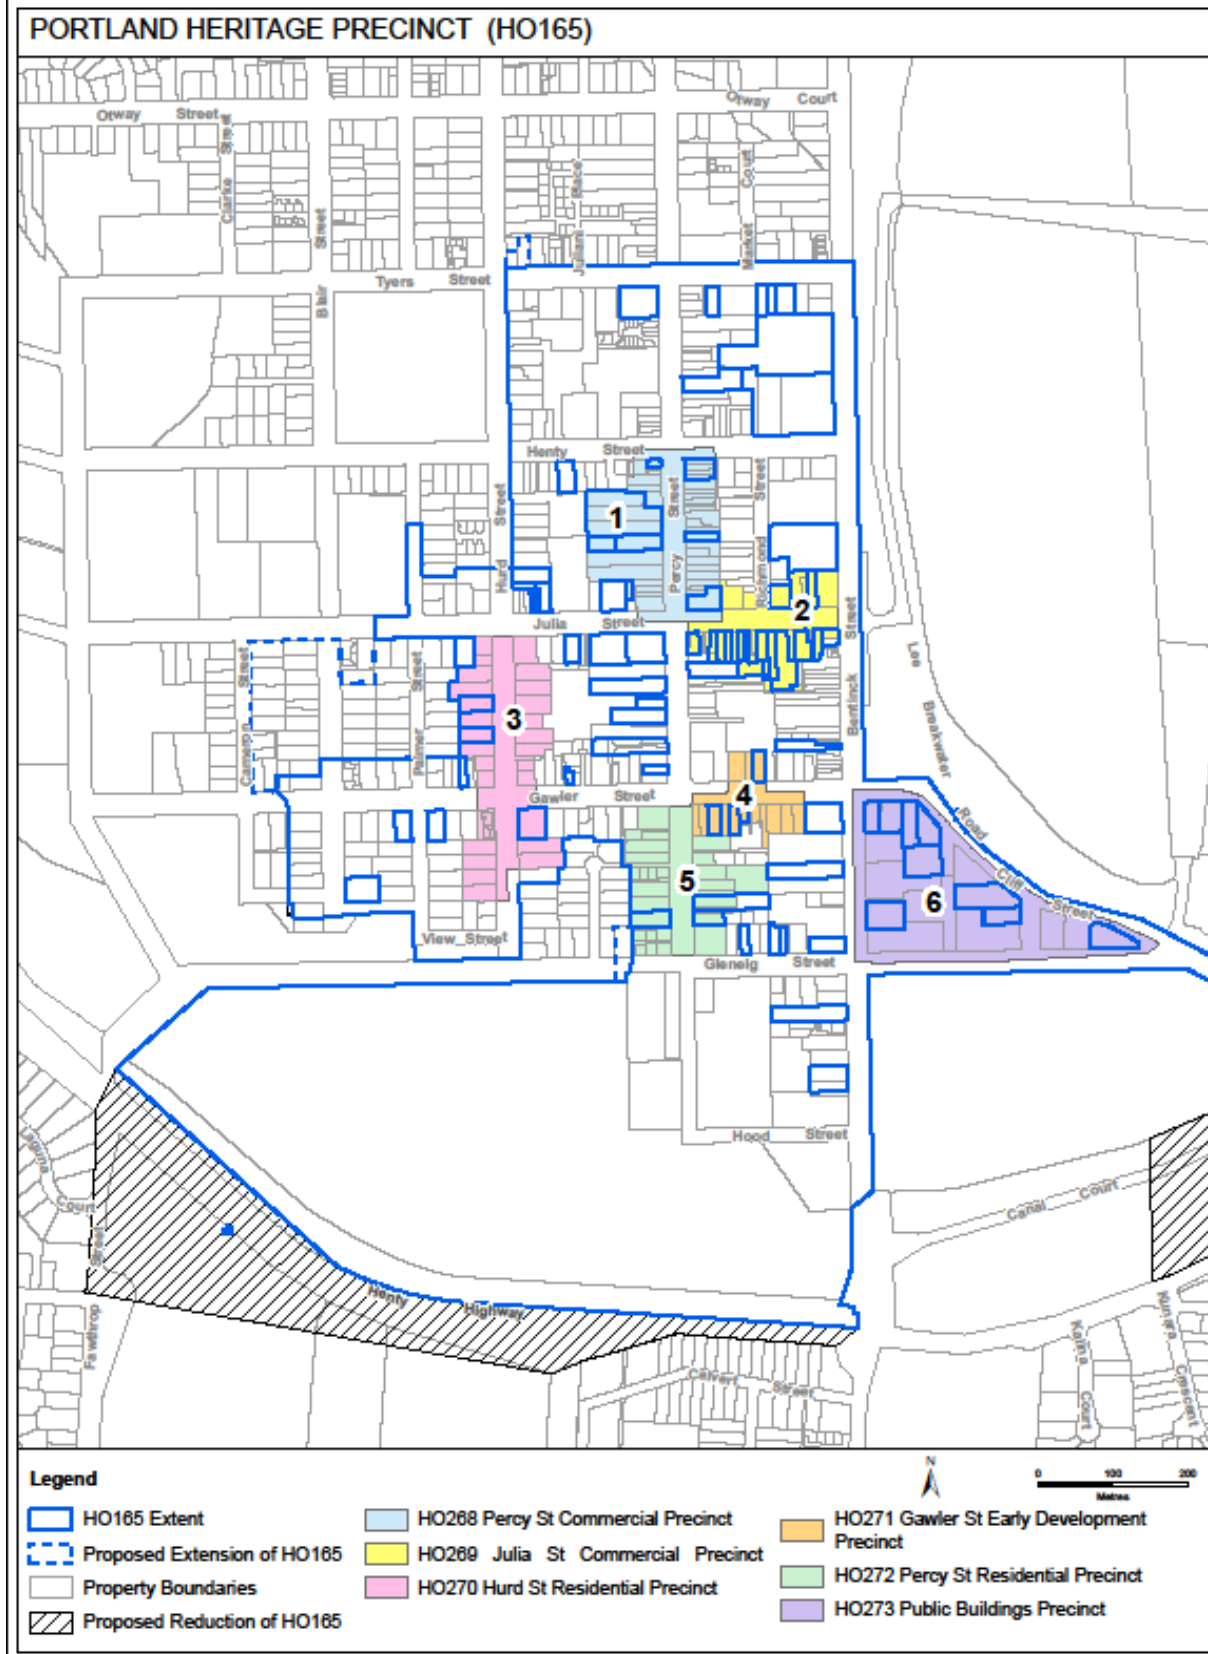 PORTLAND HERITAGE PRECINCT (HO165)
Otway Street
Otway Court
Clarke Street
Blair Street
Juliani Place
Market Court
Tyers Street
Henty Street
1
Hurd Street
Percy Street
Richmond Street
2
Julia Street
Bentinck Street
Lee Breakwater Road
Cameron Street
Palmer Street
3
Gawler Street
4
5
6
Cliff Street
View Street
Glenelg Street
Hood Street
Laguna Court
Canal Court
Fawthrop Street
Henty Highway
Calvert Street
Kalina Court
Kunara Crescent
Legend
HO165 Extent
Proposed Extension of HO165
Property Boundaries
Proposed Reduction of HO165
HO268 Percy St Commercial Precinct
HO269 Julia St Commercial Precinct
HO270 Hurd St Residential Precinct
N
0 100 200
Metres
HO271 Gawler St Early Development
Precinct
HO272 Percy St Residential Precinct
HO273 Public Buildings Precinct